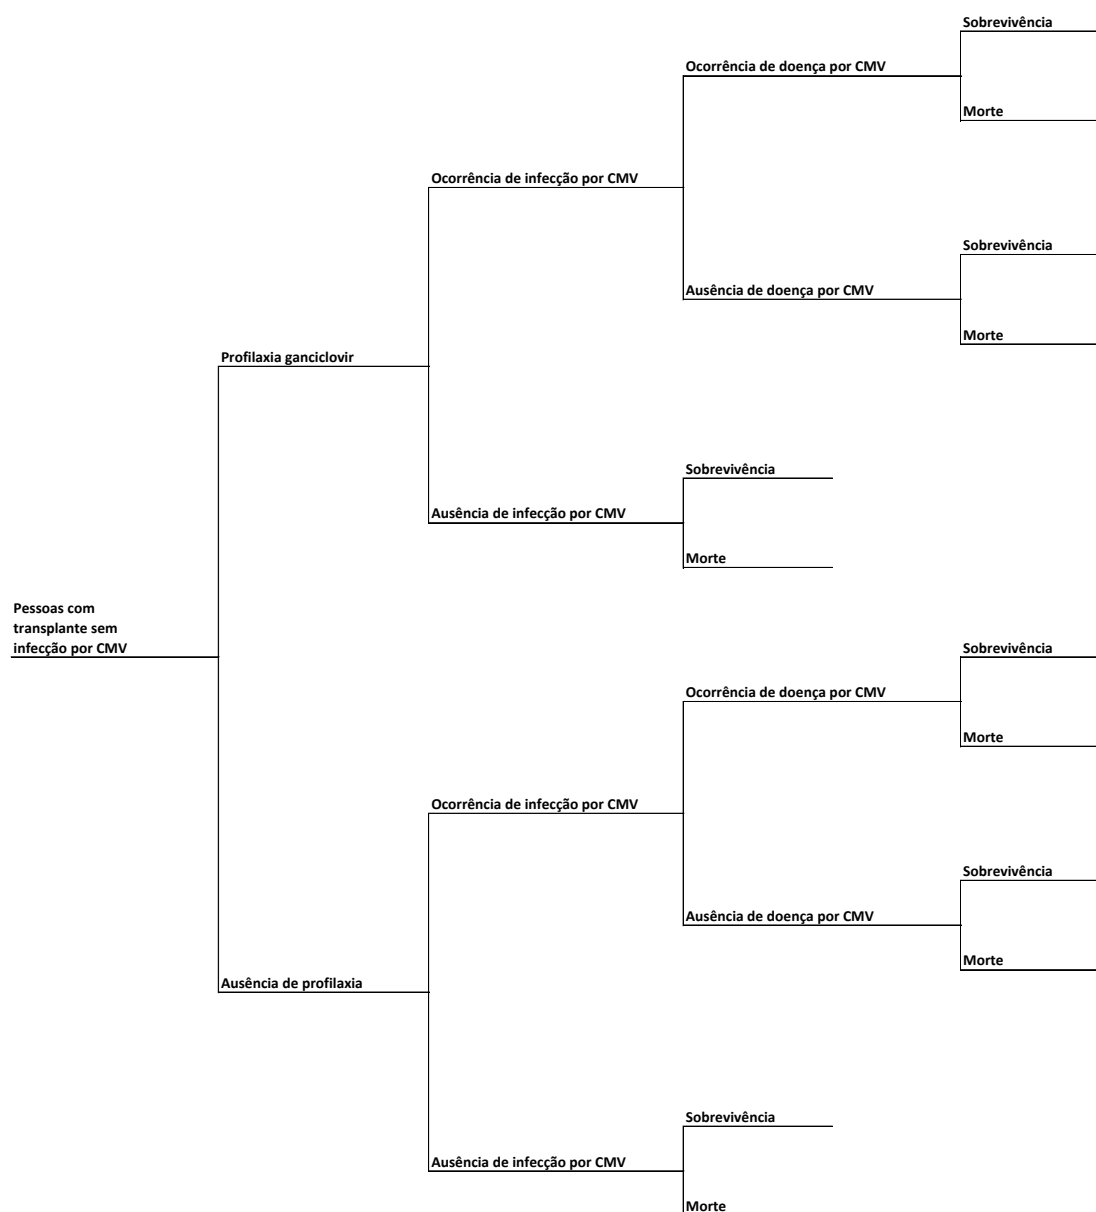 Sobrevivência
Ocorrência de doença por CMV
Morte
Ocorrência de infecção por CMV
Sobrevivência
Ausência de doença por CMV
Morte
Profilaxia ganciclovir
Sobrevivência
Ausência de infecção por CMV
Morte
Pessoas com
transplante sem
infecção por CMV
Sobrevivência
Ocorrência de doença por CMV
Morte
Ocorrência de infecção por CMV
Sobrevivência
Ausência de doença por CMV
Morte
Ausência de profilaxia
Sobrevivência
Ausência de infecção por CMV
Morte